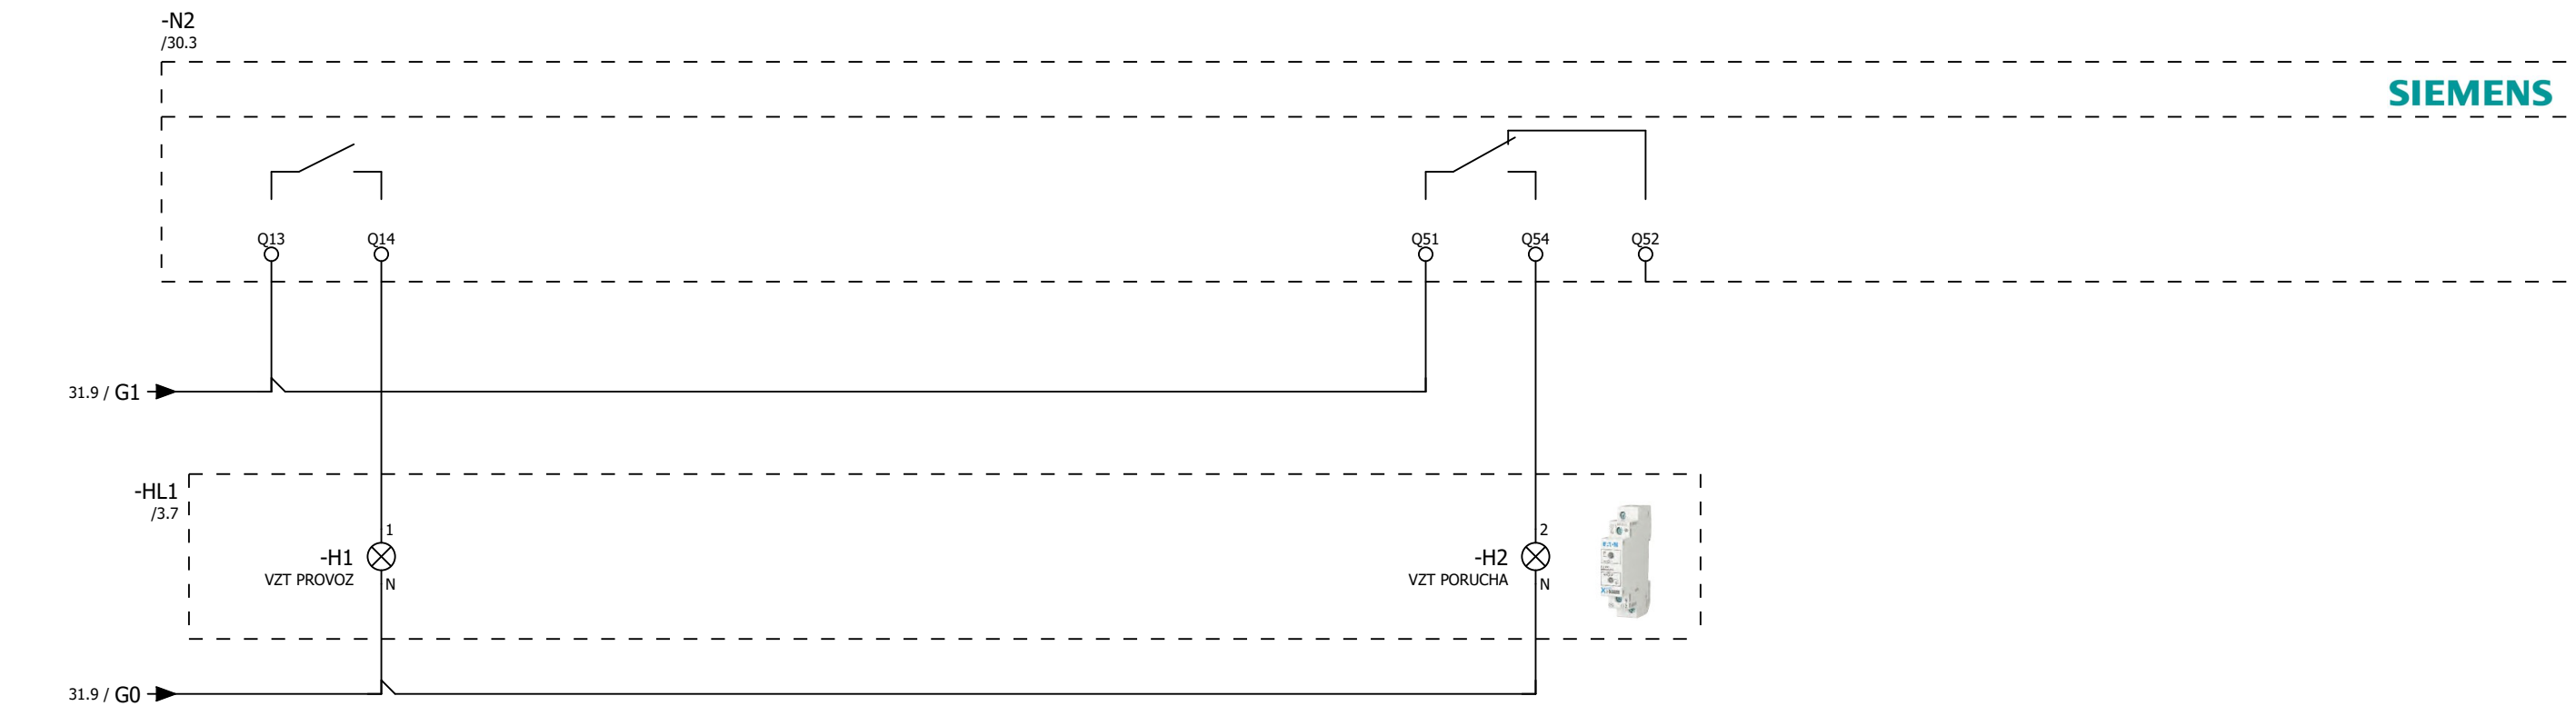 -N2
/30.3
SIEMENS
Q13
Q14
Q51
Q54
Q52
31.9 / G1
-HL1
/3.7
1
-H1
VZT PROVOZ
N
2
-H2
VZT PORUCHA
N
31.9 / G0